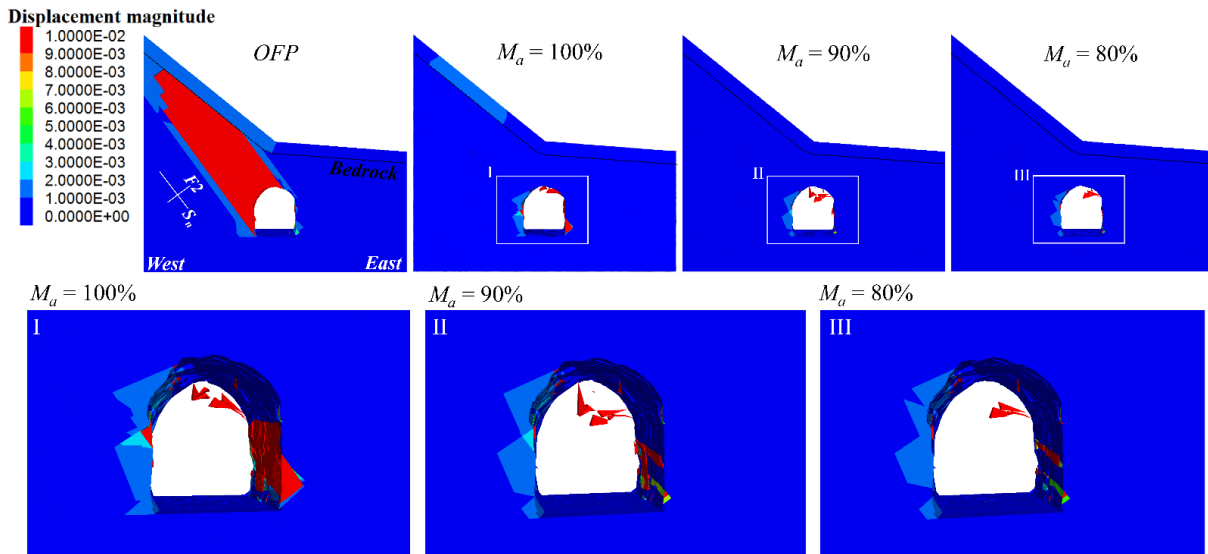 Displacement magnitude
1.0000E-02
9.0000E-03
8.0000E-03
7.0000E-03
6.0000E-03
5.0000E-03
4.0000E-03
3.0000E-03
2.0000E-03
1.0000E-03
0.0000E+00
OFP
Bedrock
F2
Sn
West
East
Ma = 100%
I
Ma = 90%
II
Ma = 80%
III
Ma = 100%
I
Ma = 90%
II
Ma = 80%
III